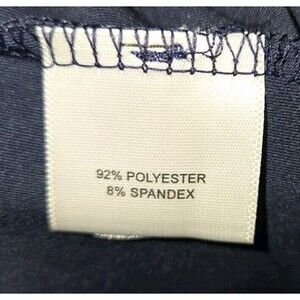 92% POLYESTER
8% SPANDEX